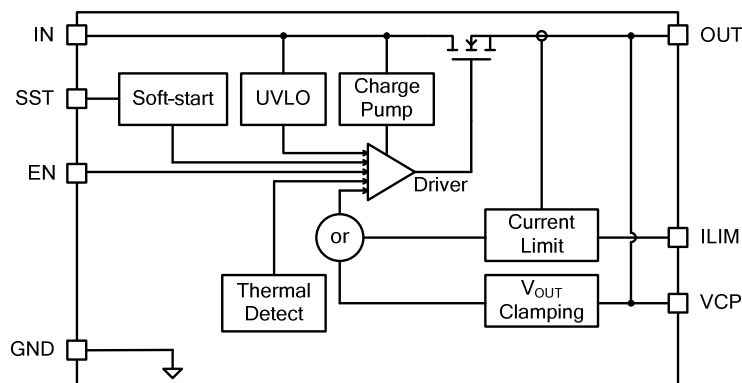 IN
OUT
SST
Soft-start
UVLO
Charge
Pump
EN
Driver
or
Current
Limit
ILIM
Thermal
Detect
VOUT
Clamping
VCP
GND